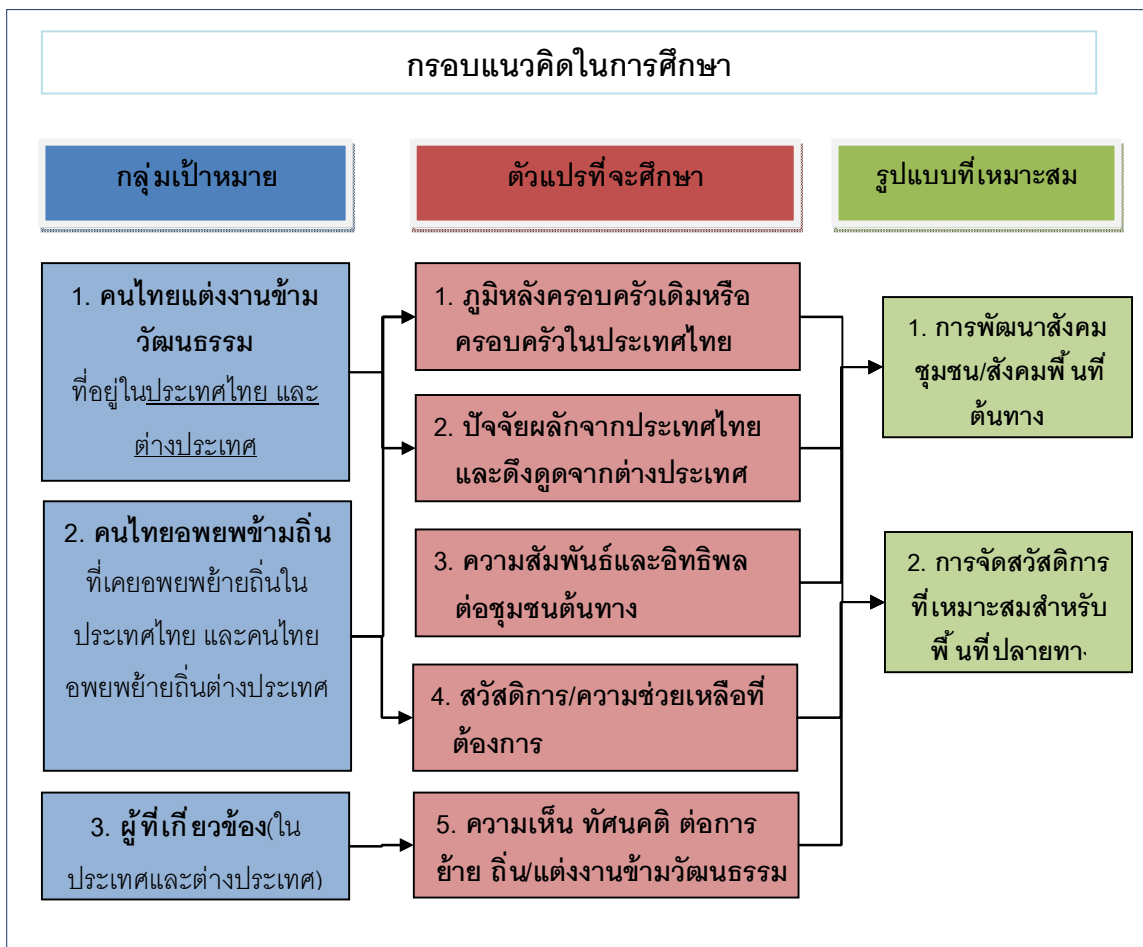 กรอบแนวคิดในการศึกษา
กลุ่มเป้าหมาย
1. คนไทยแต่งงานข้าม
วัฒนธรรม
ที่อยู่ในประเทศไทย และ
ต่างประเทศ
2. คนไทยอพยพข้ามถิ่น
ที่เคยอพยพย้ายถิ่นใน
ประเทศไทย และคนไทย
อพยพย้ายถิ่นต่างประเทศ
3. ผู้ที่เกี่ยวข้อง(ใน
ประเทศและต่างประเทศ)
ตัวแปรที่จะศึกษา
1. ภูมิหลังครอบครัวเดิมหรือ
ครอบครัวในประเทศไทย
2. ปัจจัยผลักจากประเทศไทย
และดึงดูดจากต่างประเทศ
3. ความสัมพันธ์และอิทธิพล
ต่อชุมชนต้นทาง
4. สวัสดิการ/ความช่วยเหลือที่
ต้องการ
5. ความเห็น ทัศนคติ ต่อการ
ย้าย ถิ่น/แต่งงานข้ามวัฒนธรรม
รูปแบบที่เหมาะสม
1. การพัฒนาสังคม
ชุมชน/สังคมพื้นที่
ต้นทาง
2. การจัดสวัสดิการ
ที่เหมาะสมสำหรับ
พื้นที่ปลายทาง